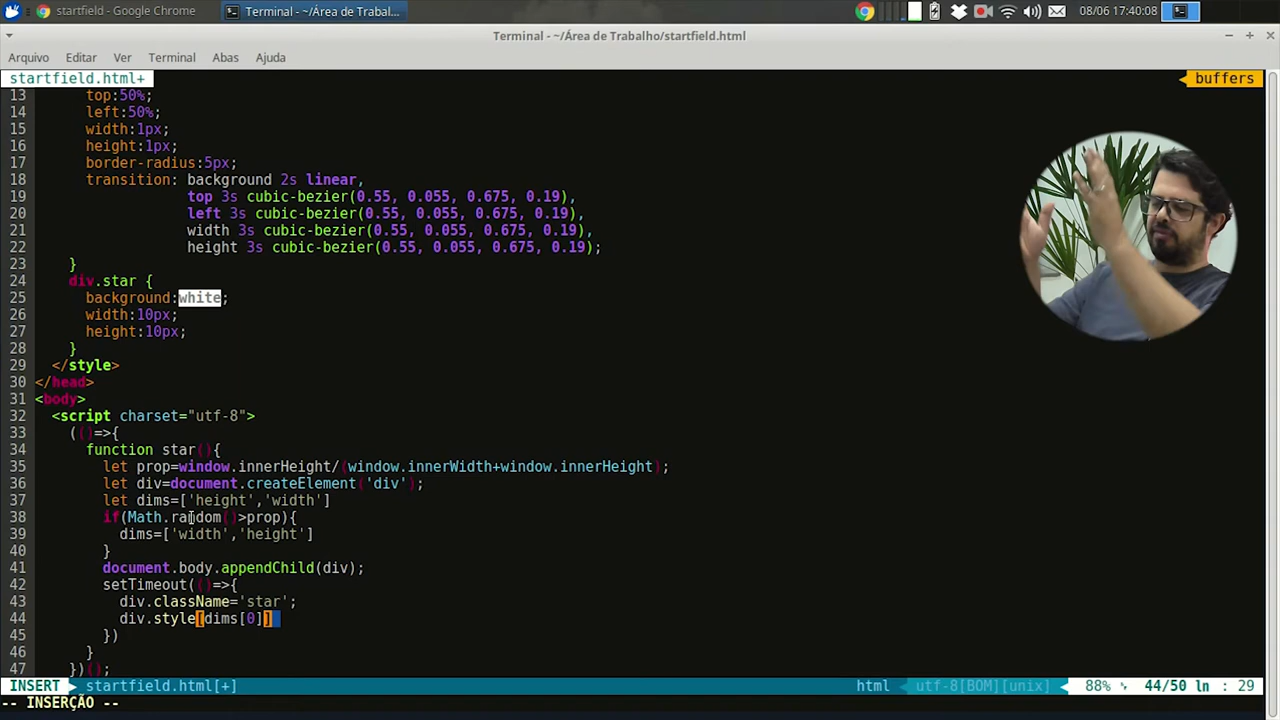 startfield - Google Chrome
Terminal - ~/Área de Trabal...
08/06 17:40:08
Terminal - ~/Área de Trabalho/startfield.html
Arquivo Editar Ver Terminal Abas Ajuda
startfield.html+ buffers
13 top:50%;
14 left:50%;
15 width:1px;
16 height:1px;
17 border-radius:5px;
18 transition: background 2s linear,
19 top 3s cubic-bezier(0.55, 0.055, 0.675, 0.19),
20 left 3s cubic-bezier(0.55, 0.055, 0.675, 0.19),
21 width 3s cubic-bezier(0.55, 0.055, 0.675, 0.19),
22 height 3s cubic-bezier(0.55, 0.055, 0.675, 0.19);
23 }
24 div.star {
25 background:white;
26 width:10px;
27 height:10px;
28 }
29 </style>
30 </head>
31 <body>
32 <script charset="utf-8">
33 (()=>{
34 function star(){
35 let prop=window.innerHeight/(window.innerWidth+window.innerHeight);
36 let div=document.createElement('div');
37 let dims=['height','width']
38 if(Math.random()>prop){
39 dims=['width','height']
40 }
41 document.body.appendChild(div);
42 setTimeout(()=>{
43 div.className='star';
44 div.style[dims[0]]
45 })
46 }
47 })();
INSERT startfield.html[+] html utf-8[BOM][unix] 88% 44/50 ln : 29
-- INSERÇÃO --